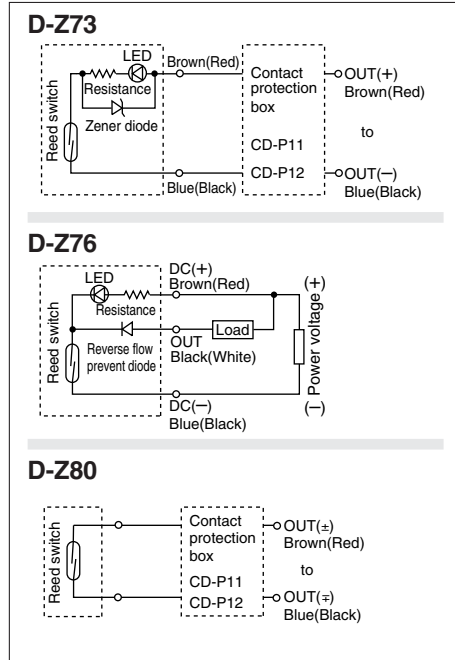 D-Z73
LED
Brown(Red)
Resistance
Zener diode
Reed switch
Blue(Black)
Contact
protection
box
CD-P11
CD-P12
OUT(+)
Brown(Red)
to
OUT(−)
Blue(Black)
D-Z76
LED
DC(+)
Brown(Red)
Resistance
Reed switch
Reverse flow
prevent diode
OUT
Black(White)
Load
DC(−)
Blue(Black)
(+)
Power voltage
(−)
D-Z80
Reed switch
Contact
protection
box
CD-P11
CD-P12
OUT(±)
Brown(Red)
to
OUT(∓)
Blue(Black)